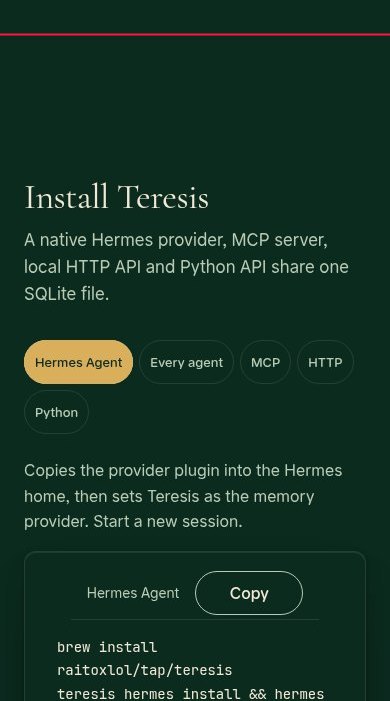 Install Teresis
A native Hermes provider, MCP server,
local HTTP API and Python API share one
SQLite file.
Hermes Agent
Every agent
MCP
HTTP
Python
Copies the provider plugin into the Hermes
home, then sets Teresis as the memory
provider. Start a new session.
Hermes Agent
Copy
brew install
raitoxlol/tap/teresis
teresis hermes install && hermes